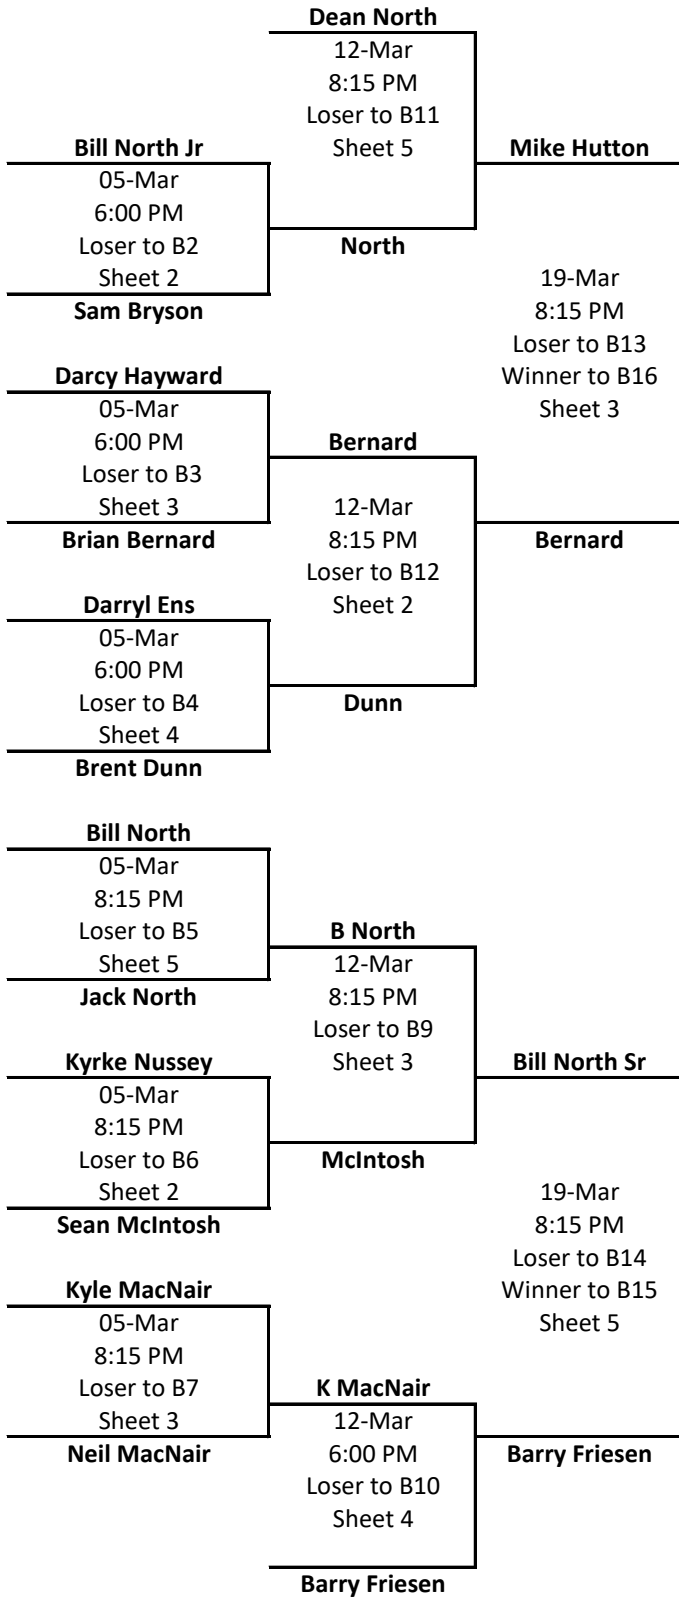 Dean North
12-Mar
8:15 PM
Loser to B11
Sheet 5
Bill North Jr
05-Mar
6:00 PM
Loser to B2
Sheet 2
Sam Bryson
North
Mike Hutton
19-Mar
8:15 PM
Loser to B13
Winner to B16
Sheet 3
Darcy Hayward
05-Mar
6:00 PM
Loser to B3
Sheet 3
Brian Bernard
Bernard
12-Mar
8:15 PM
Loser to B12
Sheet 2
Bernard
Darryl Ens
05-Mar
6:00 PM
Loser to B4
Sheet 4
Brent Dunn
Dunn
Bill North
05-Mar
8:15 PM
Loser to B5
Sheet 5
Jack North
B North
12-Mar
8:15 PM
Loser to B9
Sheet 3
Bill North Sr
Kyrke Nussey
05-Mar
8:15 PM
Loser to B6
Sheet 2
Sean McIntosh
McIntosh
19-Mar
8:15 PM
Loser to B14
Winner to B15
Sheet 5
Kyle MacNair
05-Mar
8:15 PM
Loser to B7
Sheet 3
Neil MacNair
K MacNair
12-Mar
6:00 PM
Loser to B10
Sheet 4
Barry Friesen
Barry Friesen